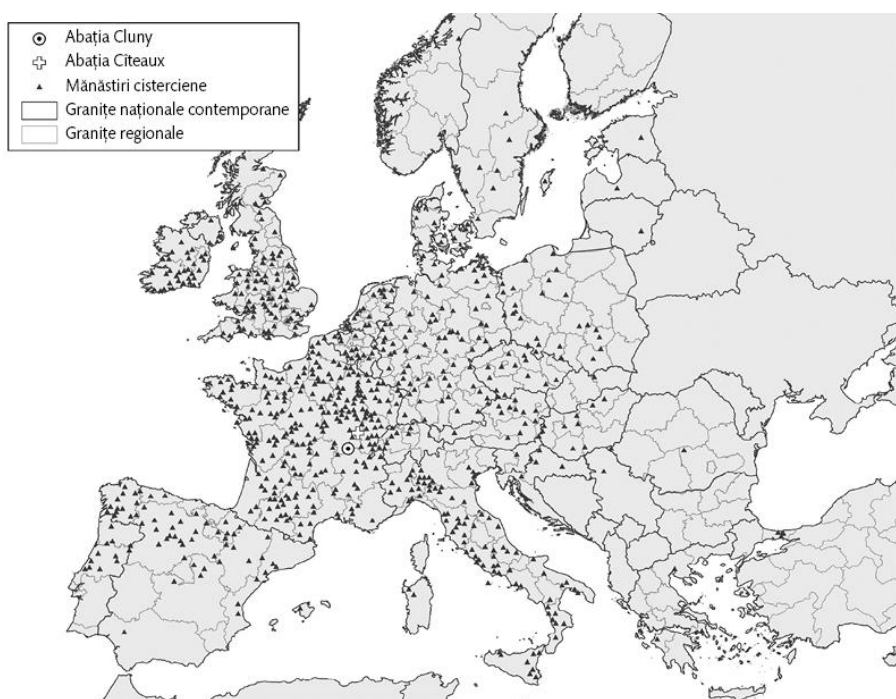 Abația Cluny
Abația Cîteaux
Mănăstiri cisterciene
Granițe naționale contemporane
Granițe regionale